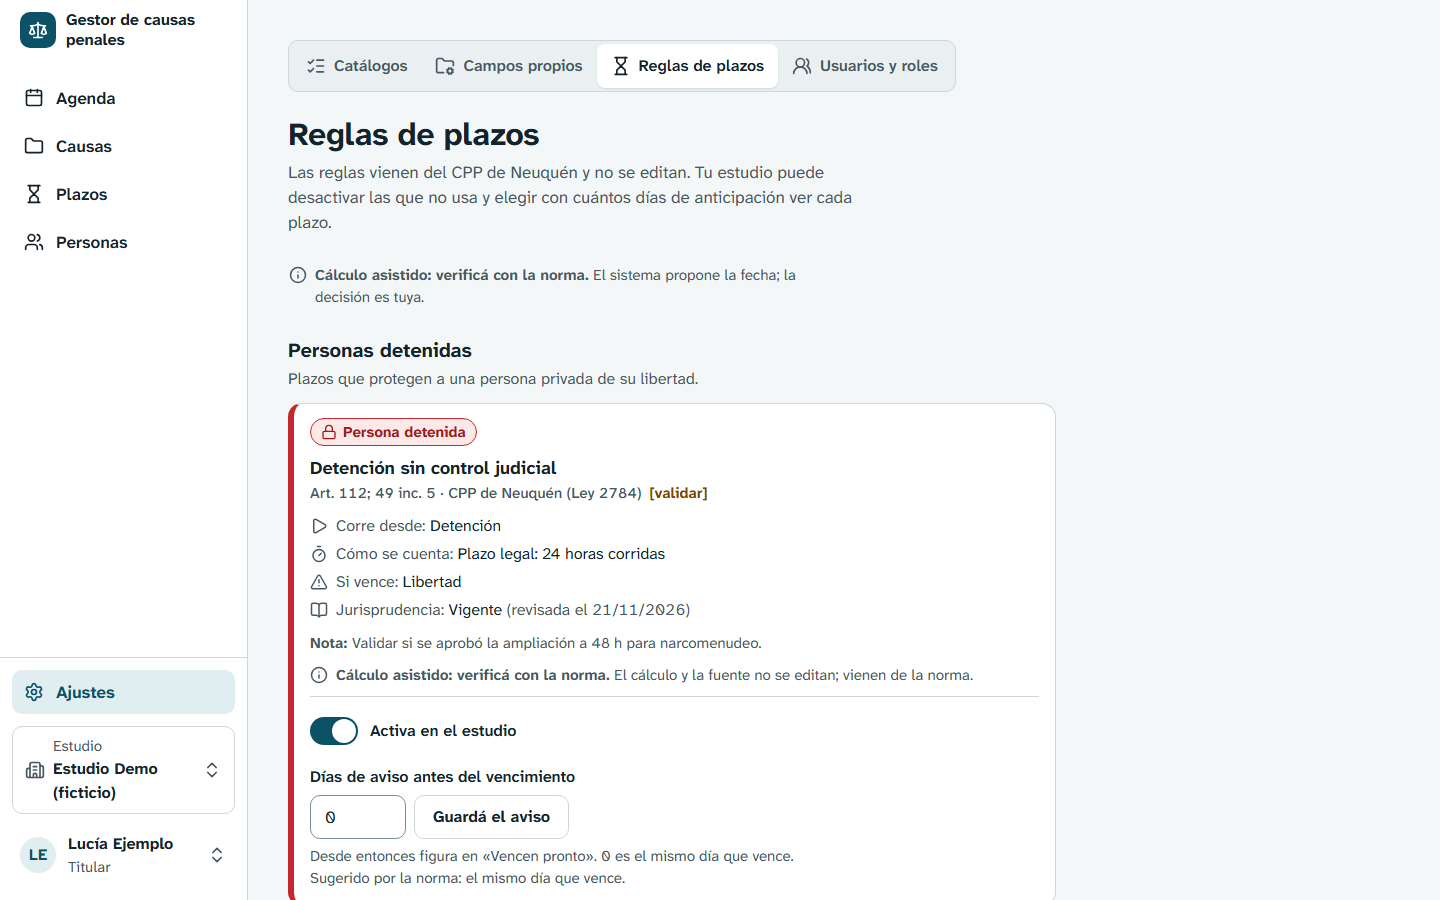 Gestor de causas
penales
Agenda
Causas
Plazos
Personas
Ajustes
Estudio
Estudio Demo
(ficticio)
LE
Lucía Ejemplo
Titular
Catálogos
Campos propios
Reglas de plazos
Usuarios y roles
Reglas de plazos
Las reglas vienen del CPP de Neuquén y no se editan. Tu estudio puede
desactivar las que no usa y elegir con cuántos días de anticipación ver cada
plazo.
Cálculo asistido: verificá con la norma. El sistema propone la fecha; la
decisión es tuya.
Personas detenidas
Plazos que protegen a una persona privada de su libertad.
Persona detenida
Detención sin control judicial
Art. 112; 49 inc. 5 · CPP de Neuquén (Ley 2784) [validar]
Corre desde: Detención
Cómo se cuenta: Plazo legal: 24 horas corridas
Si vence: Libertad
Jurisprudencia: Vigente (revisada el 21/11/2026)
Nota: Validar si se aprobó la ampliación a 48 h para narcomenudeo.
Cálculo asistido: verificá con la norma. El cálculo y la fuente no se editan; vienen de la norma.
Activa en el estudio
Días de aviso antes del vencimiento
0
Guardá el aviso
Desde entonces figura en «Vencen pronto». 0 es el mismo día que vence.
Sugerido por la norma: el mismo día que vence.